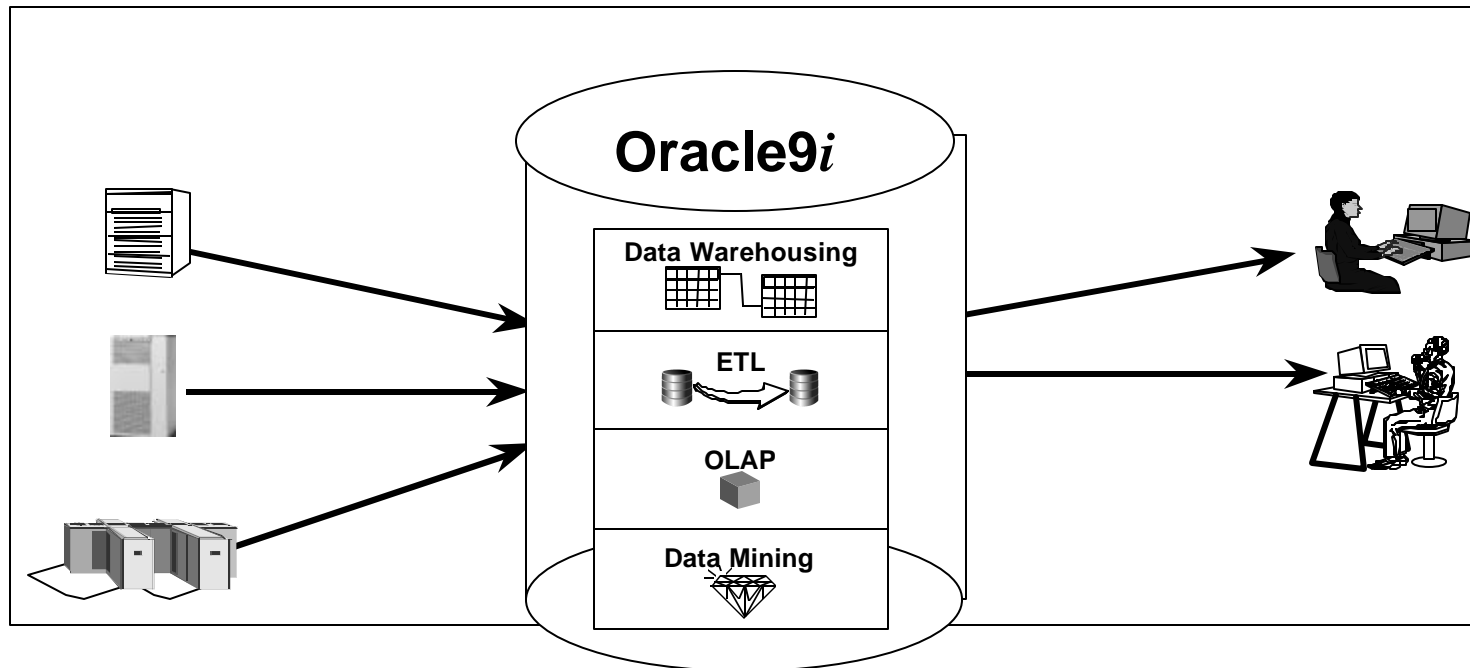 Oracle9i
Data Warehousing
ETL
OLAP
Data Mining